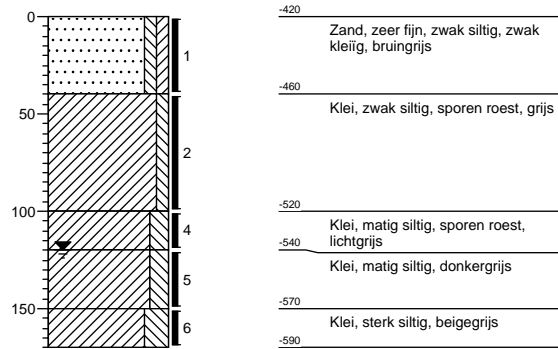 0
50
100
150
1
2
4
5
6
-420
Zand, zeer fijn, zwak siltig, zwak
kleiïg, bruingrijs
-460
Klei, zwak siltig, sporen roest, grijs
-520
Klei, matig siltig, sporen roest,
lichtgrijs
-540
Klei, matig siltig, donkergrijs
-570
Klei, sterk siltig, beigegrijs
-590